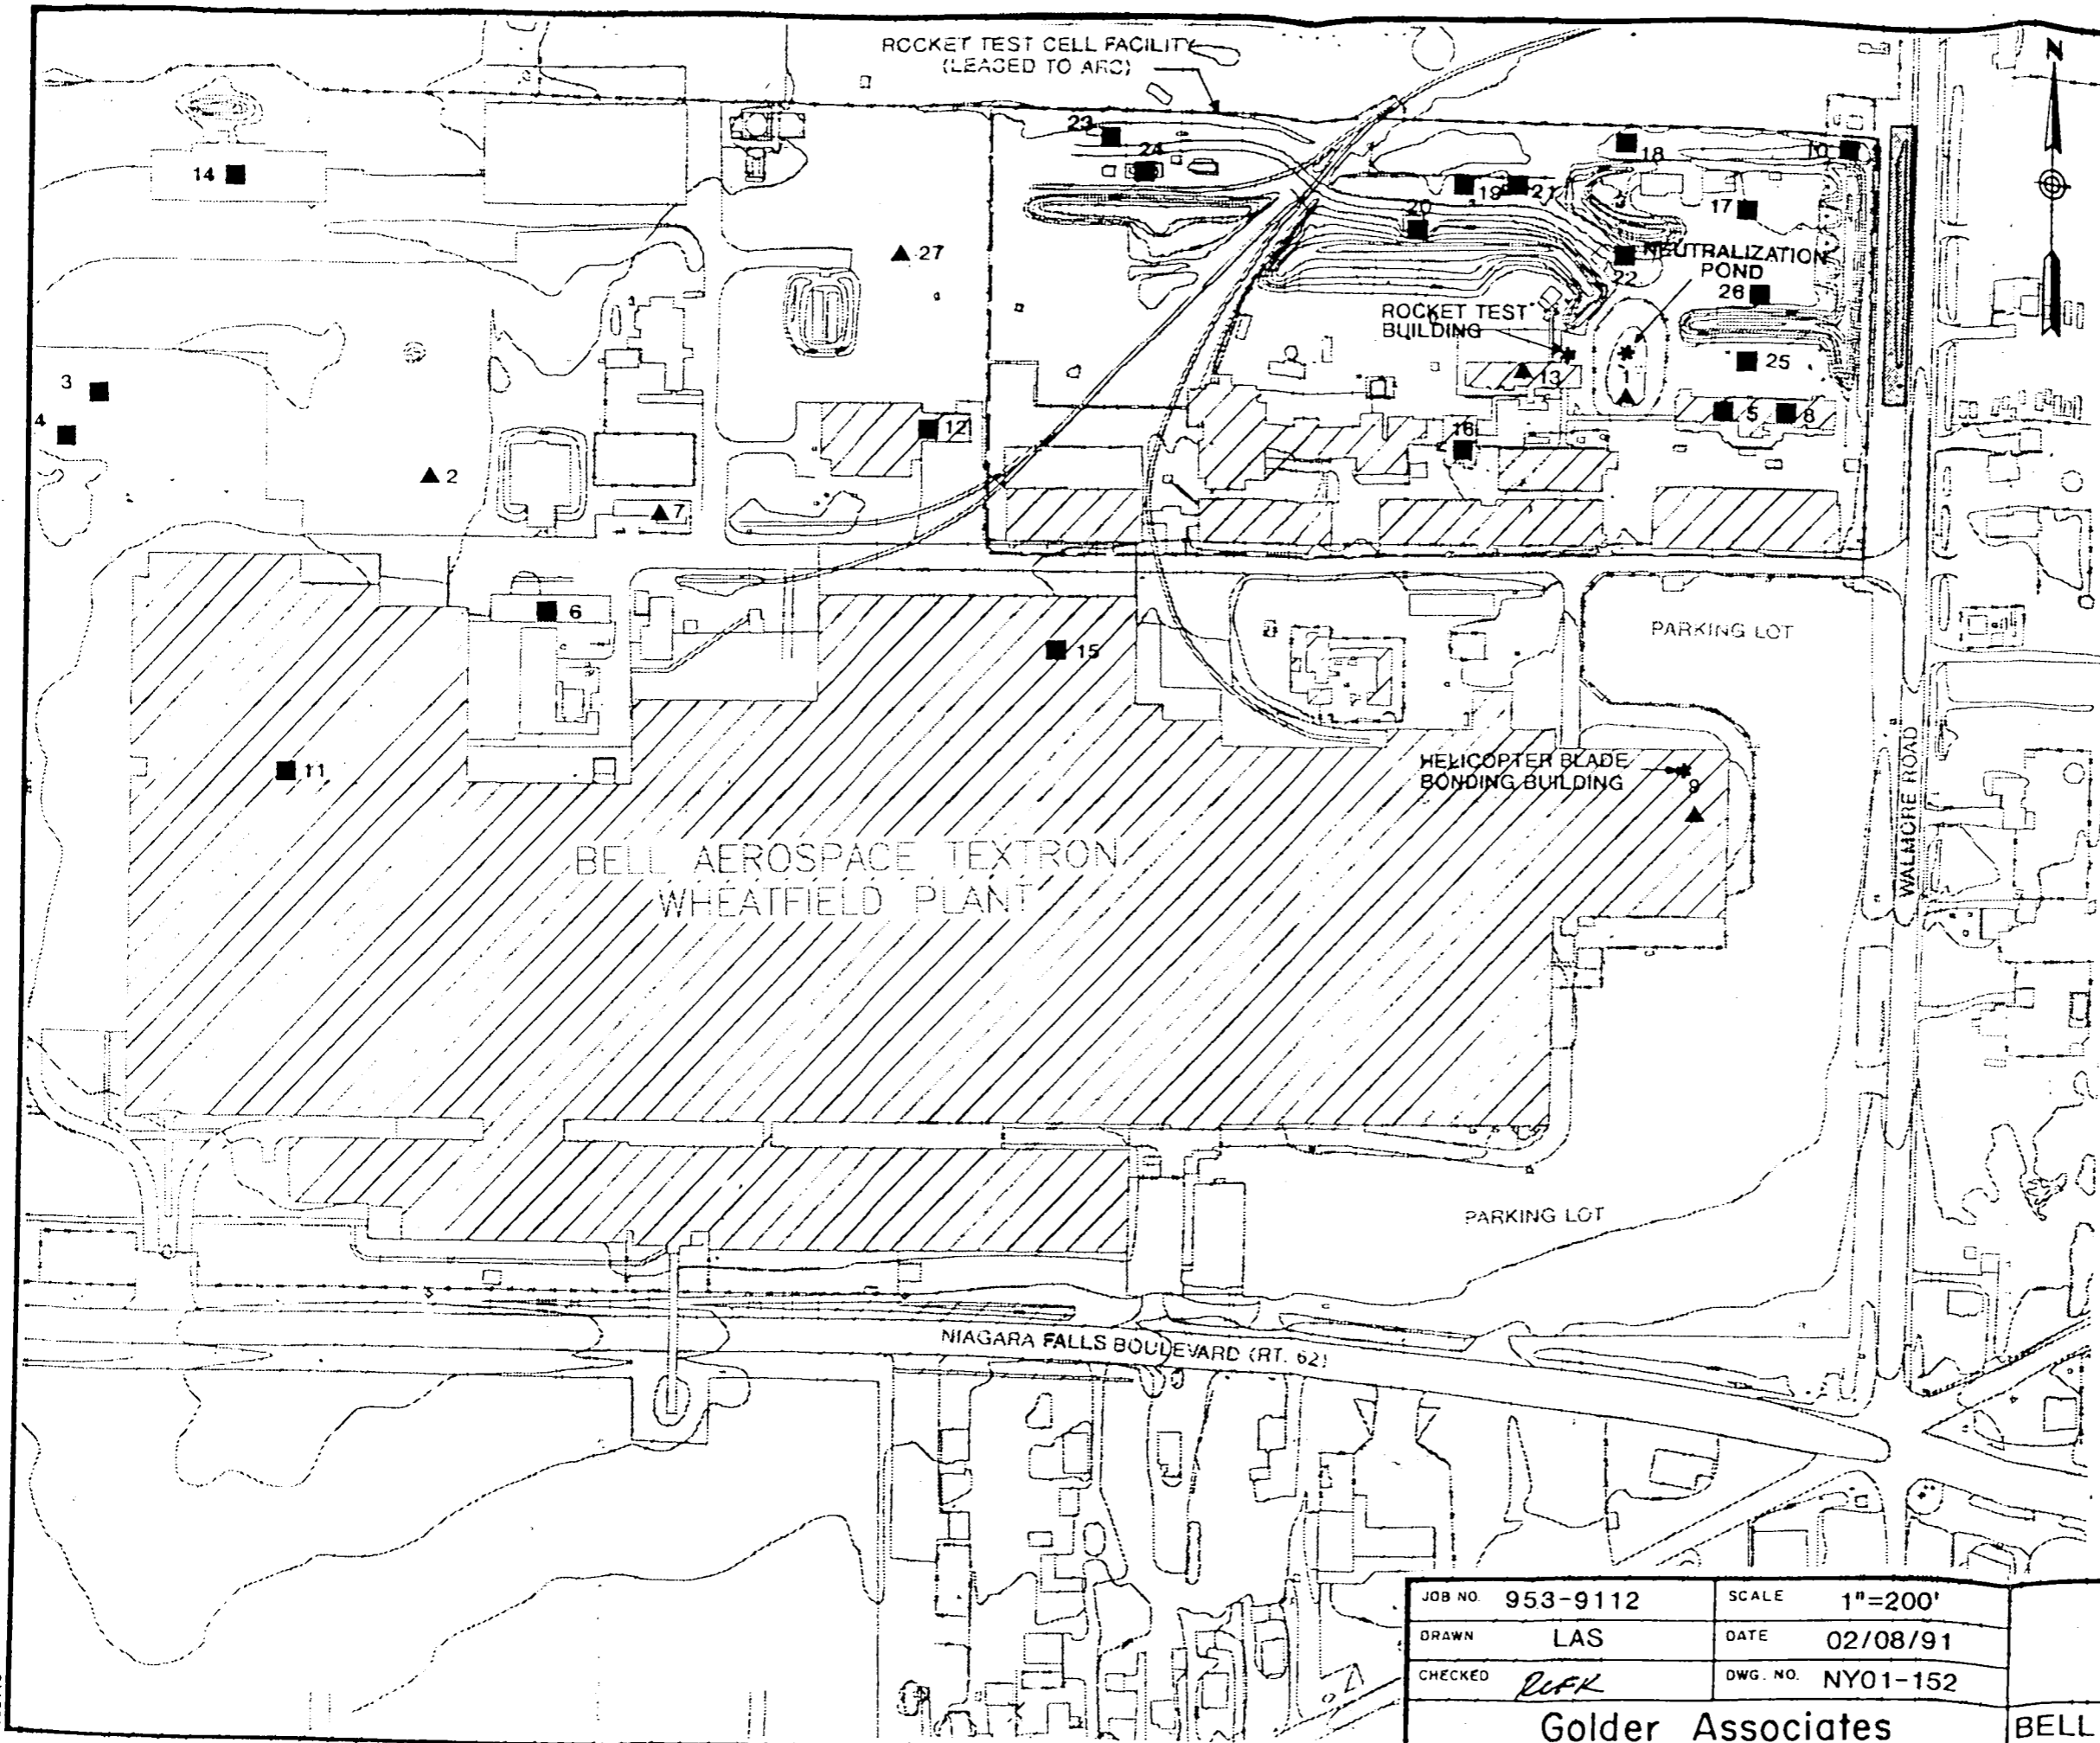 ROCKET TEST CELL FACILITY
(LEASED TO ARC)
N
23
24
14
18
10
19
21
17
20
27
22
NEUTRALIZATION
POND
26
ROCKET TEST
BUILDING
13
1
25
3
4
12
5
8
16
2
7
6
15
PARKING LOT
11
HELICOPTER BLADE
BONDING BUILDING
9
WALMORE ROAD
BELL AEROSPACE TEXTRON
WHEATFIELD PLANT
PARKING LOT
NIAGARA FALLS BOULEVARD (RT. 62)
JOB NO. 953-9112
SCALE 1"=200'
DRAWN LAS
DATE 02/08/91
CHECKED
DWG. NO. NY01-152
Golder Associates
BELL